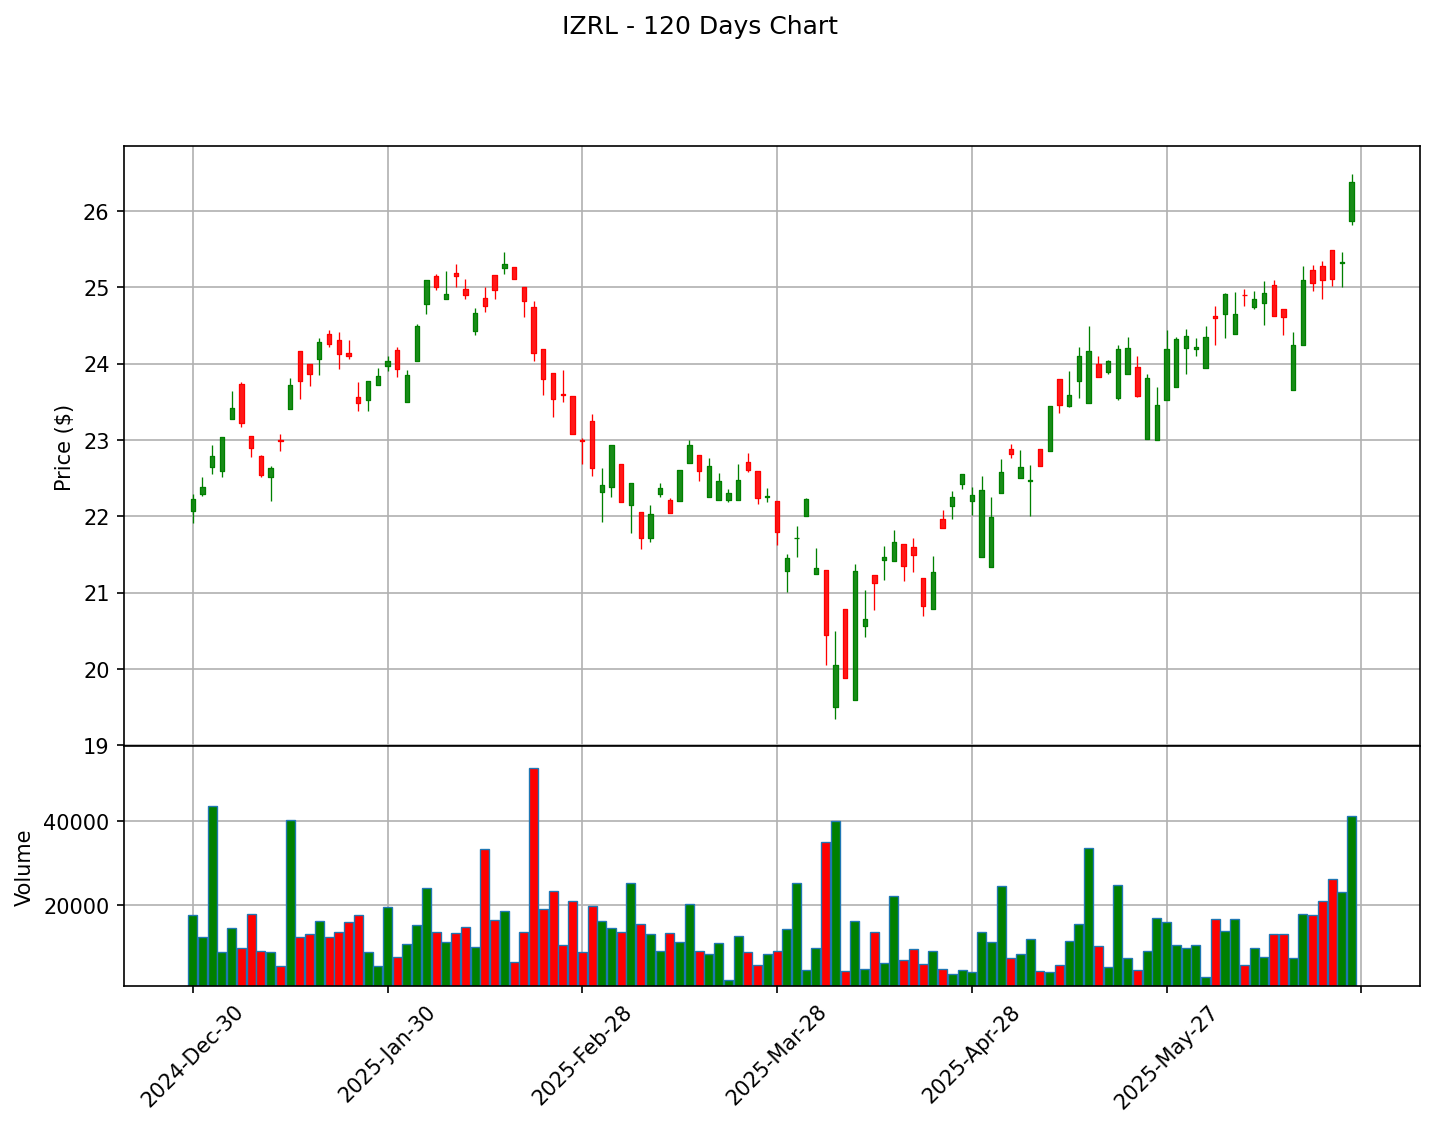 IZRL - 120 Days Chart
Price ($)
26
25
24
23
22
21
20
19
Volume
40000
20000
2024-Dec-30
2025-Jan-30
2025-Feb-28
2025-Mar-28
2025-Apr-28
2025-May-27